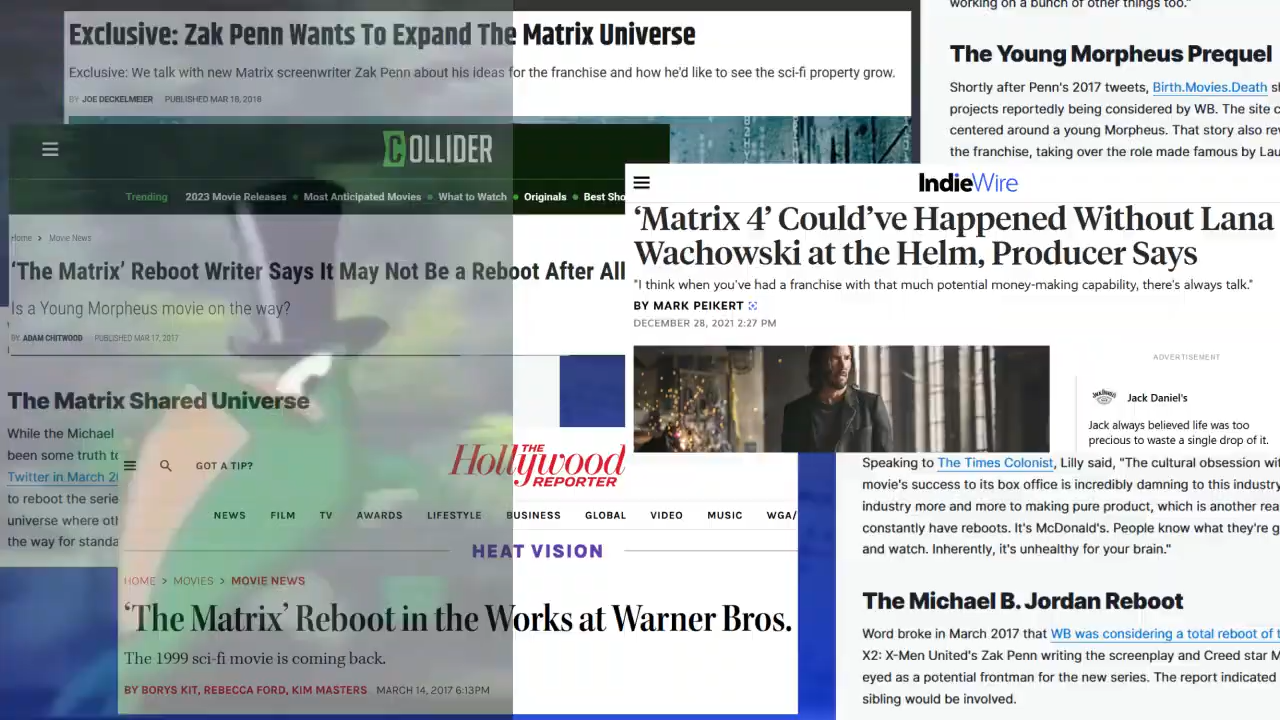 Exclusive: Zak Penn Wants To Expand The Matrix Universe
Exclusive: We talk with new Matrix screenwriter Zak Penn about his ideas for the franchise and how he'd like to see the sci-fi property grow.
BY JOE DECKELMEIER PUBLISHED MAR 18, 2018
COLLIDER
Trending 2023 Movie Releases Most Anticipated Movies What to Watch Originals Best Sho
Home > Movie News
‘The Matrix’ Reboot Writer Says It May Not Be a Reboot After All
Is a Young Morpheus movie on the way?
BY ADAM CHITWOOD PUBLISHED MAR 17, 2017
The Matrix Shared Universe
While the Michael
been some truth to
Twitter in March 20
to reboot the serie
universe where oth
the way for standa
GOT A TIP?
THE
Hollywood
REPORTER
NEWS FILM TV AWARDS LIFESTYLE BUSINESS GLOBAL VIDEO MUSIC WGA/
HEAT VISION
HOME > MOVIES > MOVIE NEWS
‘The Matrix’ Reboot in the Works at Warner Bros.
The 1999 sci-fi movie is coming back.
BY BORYS KIT, REBECCA FORD, KIM MASTERS MARCH 14, 2017 6:13PM
working on a bunch of other things too."
The Young Morpheus Prequel
Shortly after Penn's 2017 tweets, Birth.Movies.Death sh
projects reportedly being considered by WB. The site c
centered around a young Morpheus. That story also re
the franchise, taking over the role made famous by Lau
IndieWire
‘Matrix 4’ Could’ve Happened Without Lana
Wachowski at the Helm, Producer Says
"I think when you've had a franchise with that much potential money-making capability, there's always talk."
BY MARK PEIKERT
DECEMBER 28, 2021 2:27 PM
ADVERTISEMENT
Jack Daniel's
Jack always believed life was too
precious to waste a single drop of it.
Speaking to The Times Colonist, Lilly said, "The cultural obsession wit
movie's success to its box office is incredibly damning to this industry
industry more and more to making pure product, which is another rea
constantly have reboots. It's McDonald's. People know what they're g
and watch. Inherently, it's unhealthy for your brain."
The Michael B. Jordan Reboot
Word broke in March 2017 that WB was considering a total reboot of t
X2: X-Men United's Zak Penn writing the screenplay and Creed star M
eyed as a potential frontman for the new series. The report indicated
sibling would be involved.